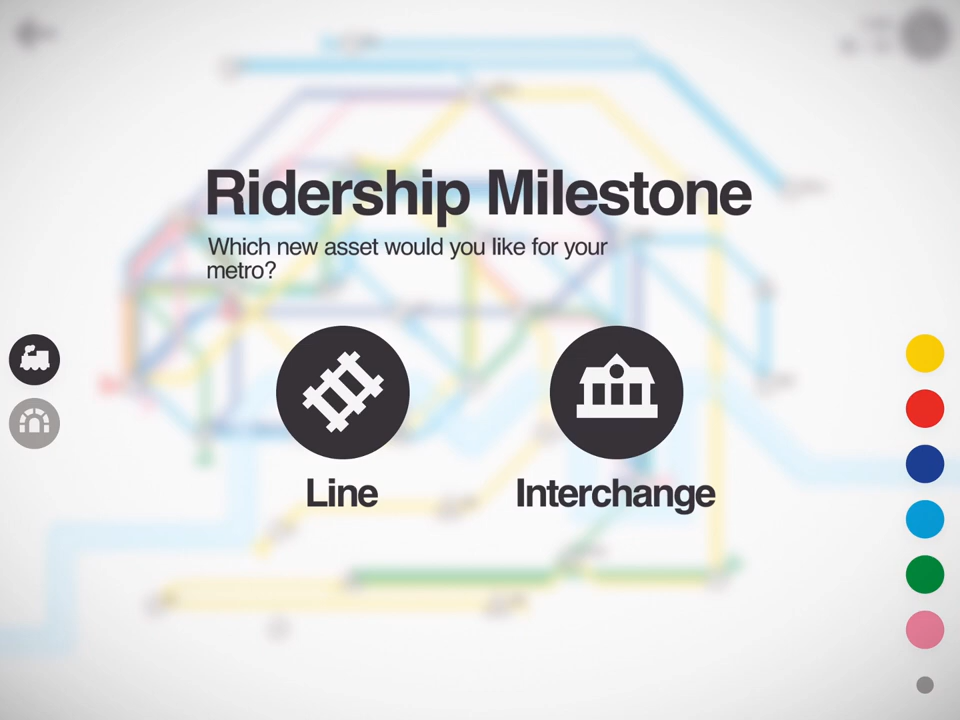 Ridership Milestone
Which new asset would you like for your
metro?
Line
Interchange